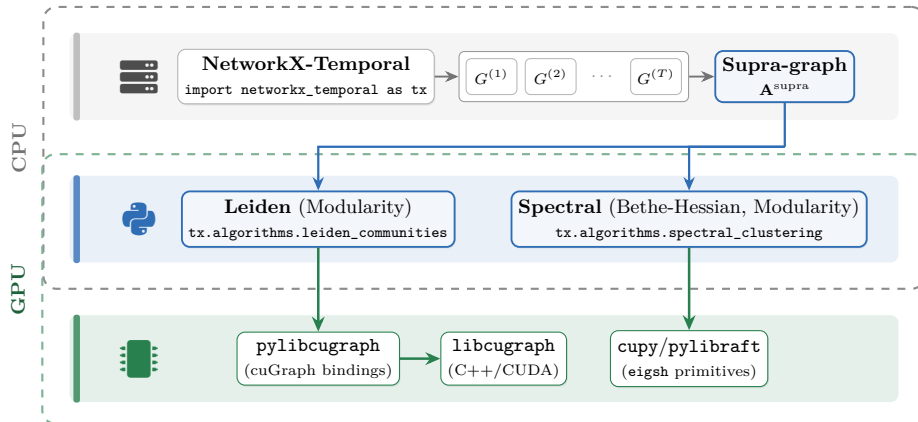 CPU
GPU
NetworkX-Temporal
import networkx_temporal as tx
G(1) G(2) ··· G(T)
Supra-graph
A^supra
Leiden (Modularity)
tx.algorithms.leiden_communities
Spectral (Bethe-Hessian, Modularity)
tx.algorithms.spectral_clustering
pylibcugraph
(cuGraph bindings)
libcugraph
(C++/CUDA)
cupy/pylibraft
(eigsh primitives)